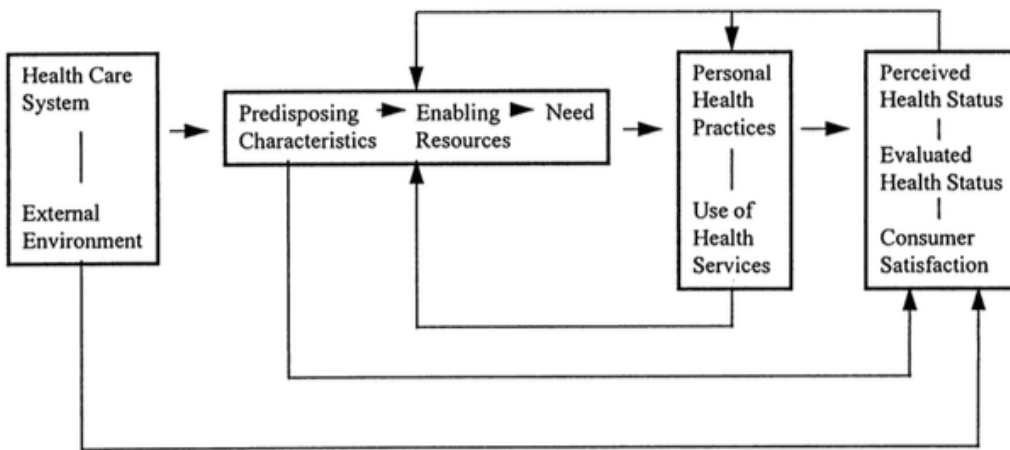 Health Care
System
External
Environment
Predisposing
Characteristics
Enabling
Resources
Need
Personal
Health
Practices
Use of
Health
Services
Perceived
Health Status
Evaluated
Health Status
Consumer
Satisfaction